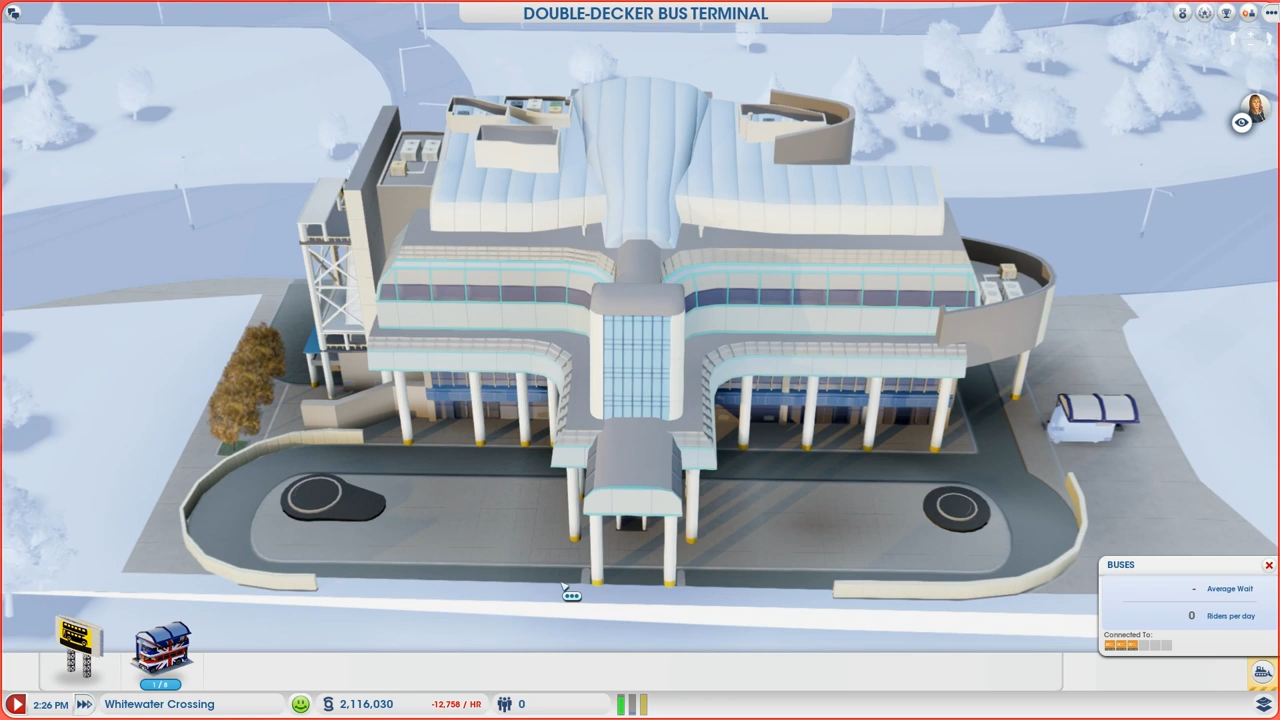 DOUBLE-DECKER BUS TERMINAL
BUSES
- Average Wait
0 Riders per day
Connected To:
1 / 8
2:26 PM
Whitewater Crossing
2,116,030
-12,758 / HR
0